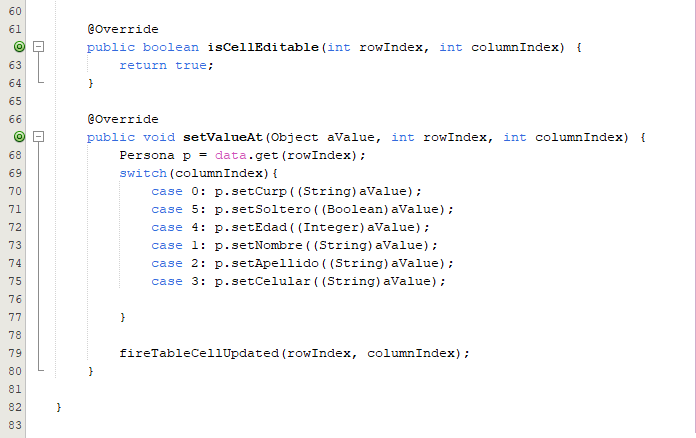 60
61 @Override
public boolean isCellEditable(int rowIndex, int columnIndex) {
63 return true;
64 }
65
66 @Override
public void setValueAt(Object aValue, int rowIndex, int columnIndex) {
68 Persona p = data.get(rowIndex);
69 switch(columnIndex){
70 case 0: p.setCurp((String)aValue);
71 case 5: p.setSoltero((Boolean)aValue);
72 case 4: p.setEdad((Integer)aValue);
73 case 1: p.setNombre((String)aValue);
74 case 2: p.setApellido((String)aValue);
75 case 3: p.setCelular((String)aValue);
76
77 }
78
79 fireTableCellUpdated(rowIndex, columnIndex);
80 }
81
82 }
83